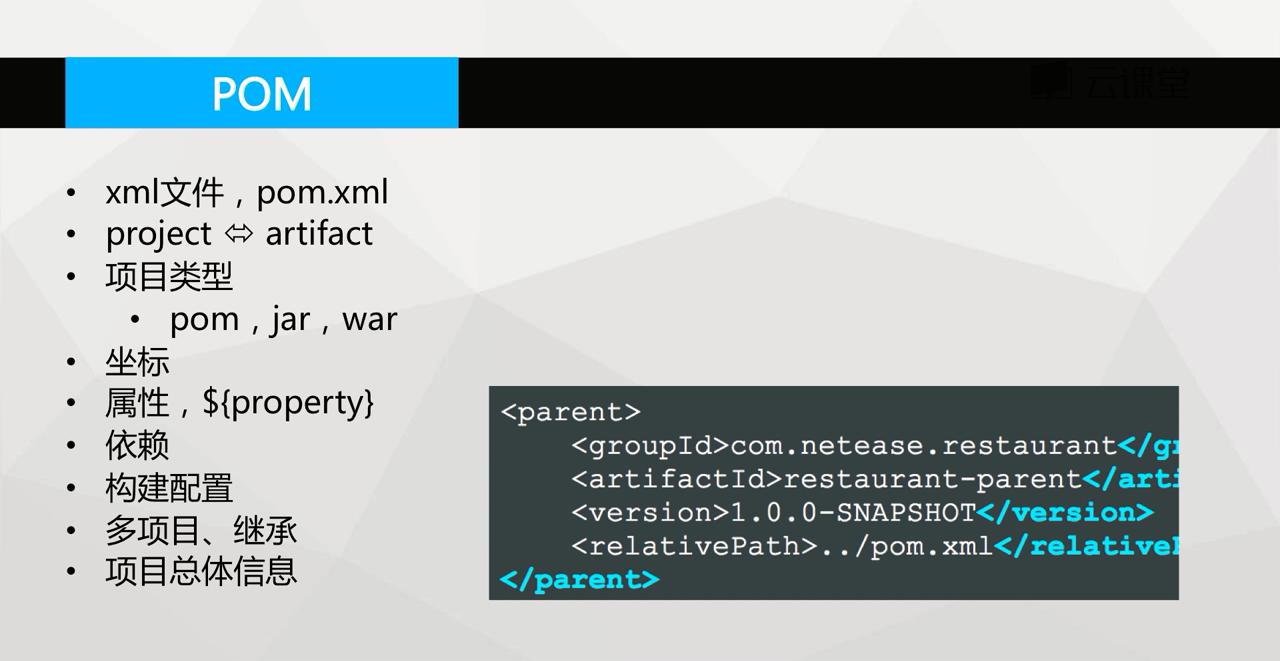 POM
云课堂
• xml文件，pom.xml
• project ⬄ artifact
• 项目类型
• pom，jar，war
• 坐标
• 属性，${property}
• 依赖
• 构建配置
• 多项目、继承
• 项目总体信息
<parent>
<groupId>com.netease.restaurant</gr
<artifactId>restaurant-parent</arti
<version>1.0.0-SNAPSHOT</version>
<relativePath>../pom.xml</relative
</parent>